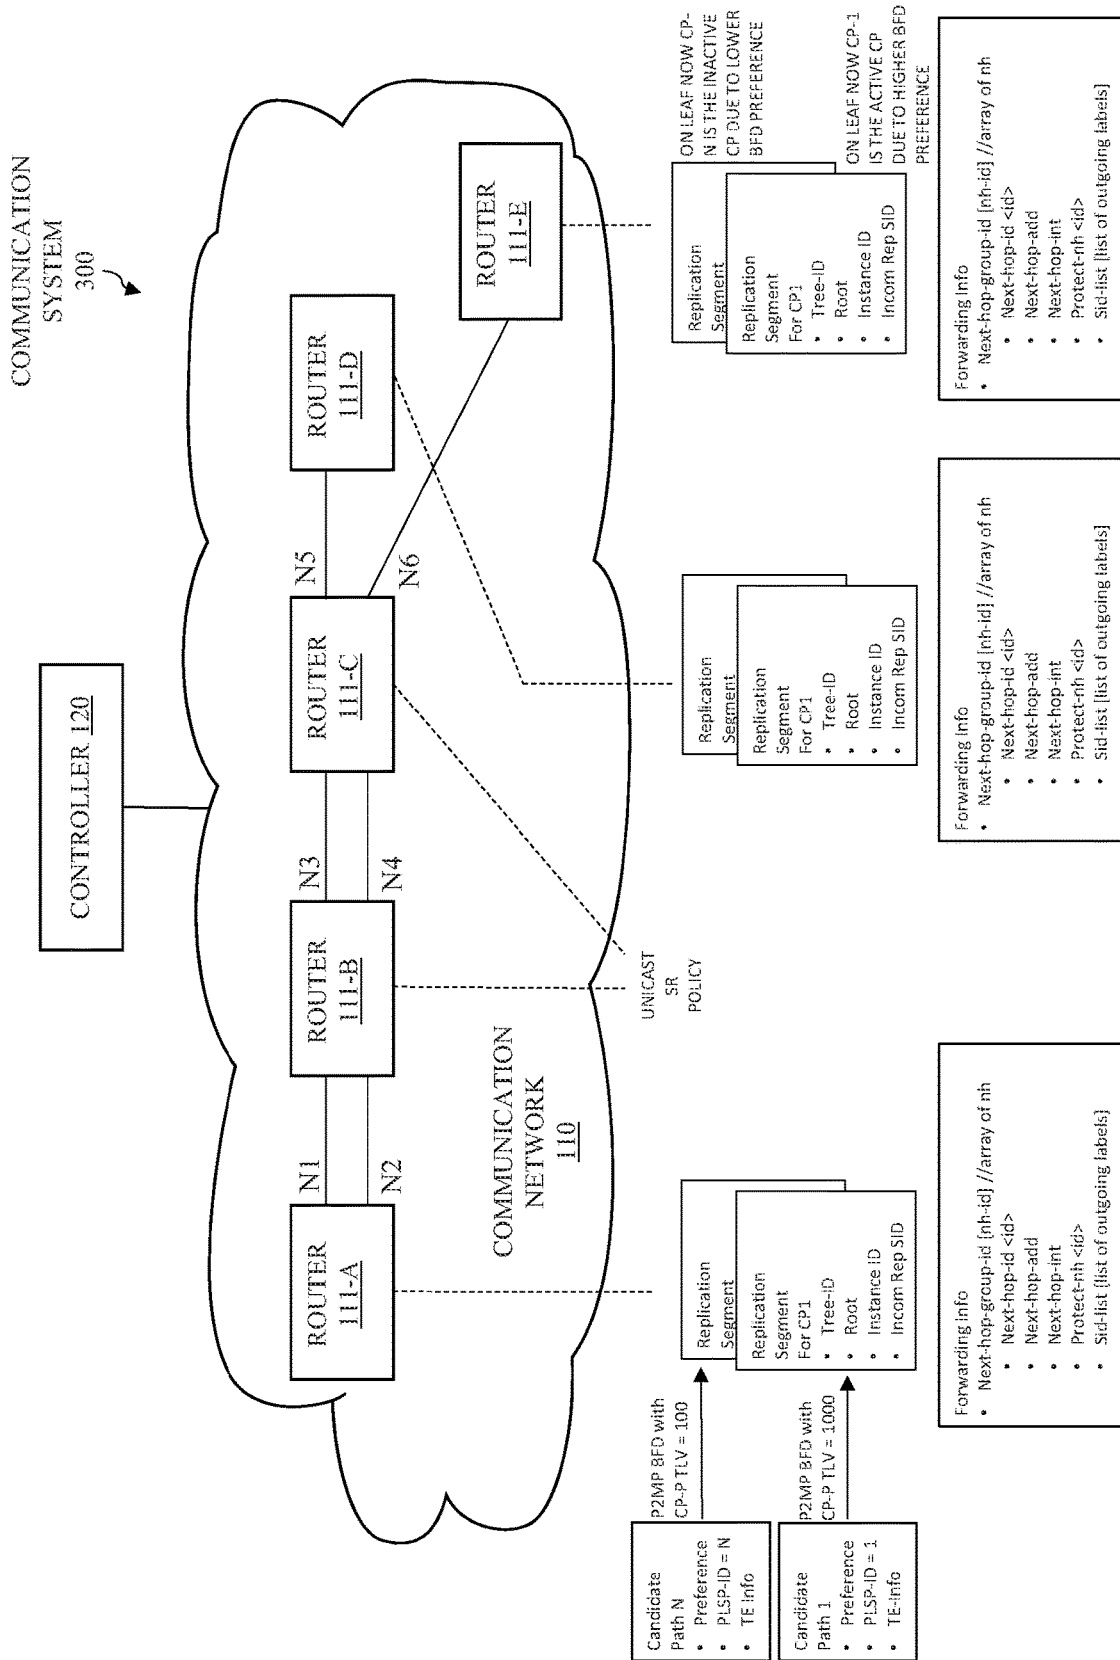 COMMUNICATION
SYSTEM
300
CONTROLLER 120
ROUTER
111-A
N1
N2
ROUTER
111-B
N3
N4
ROUTER
111-C
N5
N6
ROUTER
111-D
ROUTER
111-E
COMMUNICATION
NETWORK
110
UNICAST
SR
POLICY
Candidate
Path N
• Preference
• PLSP-ID = N
• TE Info
P2MP BFD with
CP-P TLV = 100
Candidate
Path 1
• Preference
• PLSP-ID = 1
• TE-Info
P2MP BFD with
CP-P TLV = 1000
Replication
Segment
Replication
Segment
For CP1
• Tree-ID
• Root
• Instance ID
• Incom Rep SID
Replication
Segment
Replication
Segment
For CP1
• Tree-ID
• Root
• Instance ID
• Incom Rep SID
Replication
Segment
Replication
Segment
For CP1
• Tree-ID
• Root
• Instance ID
• Incom Rep SID
ON LEAF NOW CP-
N IS THE INACTIVE
CP DUE TO LOWER
BFD PREFERENCE
ON LEAF NOW CP-1
IS THE ACTIVE CP
DUE TO HIGHER BFD
PREFERENCE
Forwarding Info
• Next-hop-group-id [nh-id] //array of nh
• Next-hop-id <id>
• Next-hop-add
• Next-hop-int
• Protect-nh <id>
• Sid-list [list of outgoing labels]
Forwarding Info
• Next-hop-group-id [nh-id] //array of nh
• Next-hop-id <id>
• Next-hop-add
• Next-hop-int
• Protect-nh <id>
• Sid-list [list of outgoing labels]
Forwarding Info
• Next-hop-group-id [nh-id] //array of nh
• Next-hop-id <id>
• Next-hop-add
• Next-hop-int
• Protect-nh <id>
• Sid-list [list of outgoing labels]